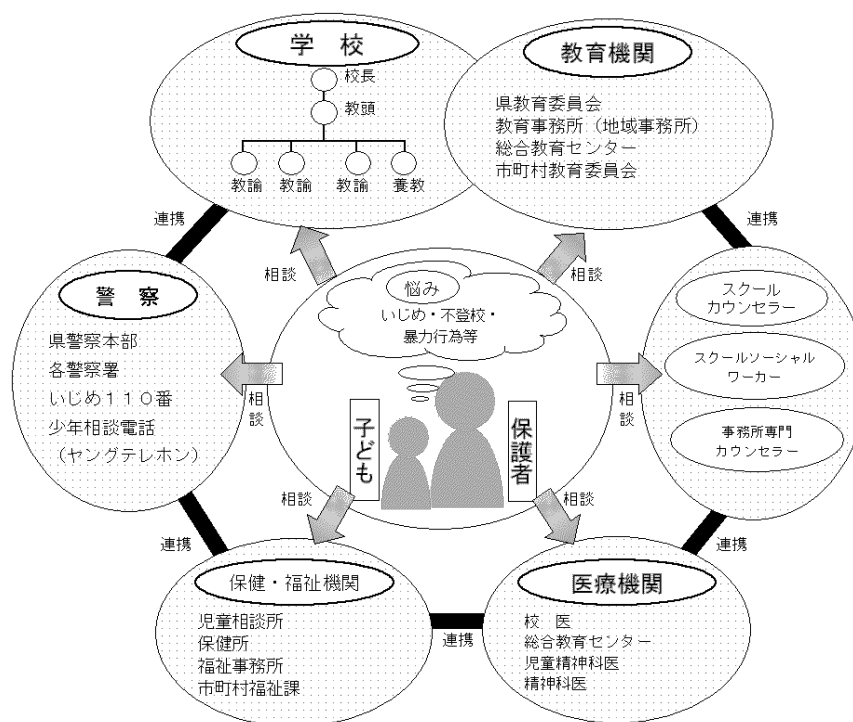 学　校
校長
教頭
教諭
教諭
教諭
養教
教育機関
県教育委員会
教育事務所（地域事務所）
総合教育センター
市町村教育委員会
連携
連携
相談
相談
悩み
いじめ・不登校・
暴力行為等
警　察
県警察本部
各警察署
いじめ１１０番
少年相談電話
（ヤングテレホン）
相談
子ども
保護者
相談
スクール
カウンセラー
スクールソーシャル
ワーカー
事務所専門
カウンセラー
相談
相談
連携
連携
保健・福祉機関
児童相談所
保健所
福祉事務所
市町村福祉課
連携
医療機関
校　医
総合教育センター
児童精神科医
精神科医